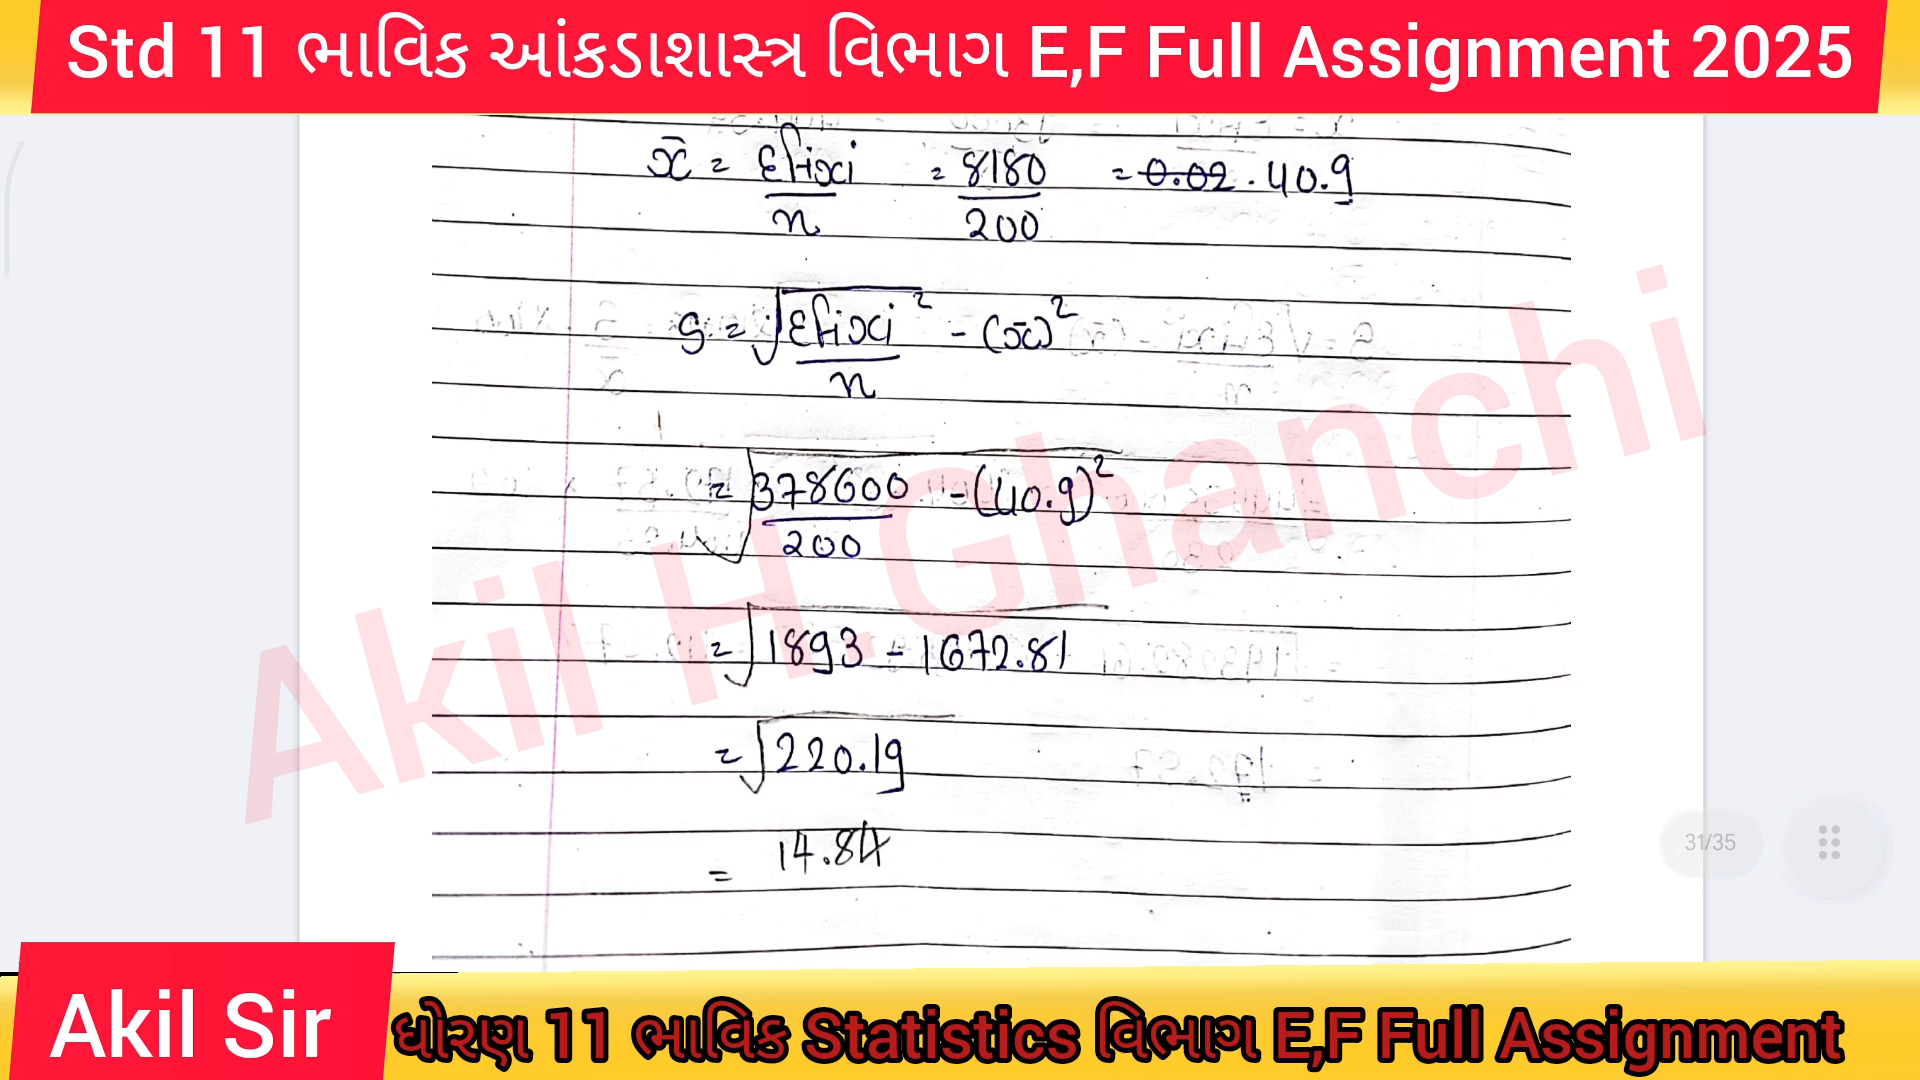 Std 11 ભાવિક આંકડાશાસ્ત્ર વિભાગ E,F Full Assignment 2025
x̄ = Σfixi / n = 8180 / 200 = 0.02 . 40.9
S = √ Σfixi² / n - (x̄)²
= √ 378600 / 200 - (40.9)²
= √ 1893 - 1672.81
= √ 220.19
= 14.84
Akil H.Ghanchi
31/35
Akil Sir
ધોરણ 11 ભાવિક Statistics વિભાગ E,F Full Assignment